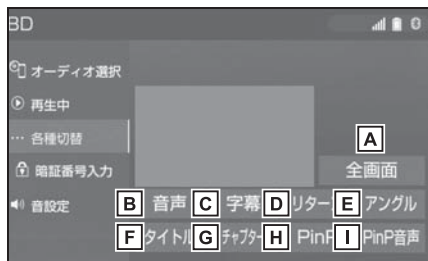 BD
オーディオ選択
再生中
… 各種切替
暗証番号入力
音設定
A
全画面
B 音声 C 字幕 D リター E アングル
F タイトル G チャプター H PinP I PinP音声